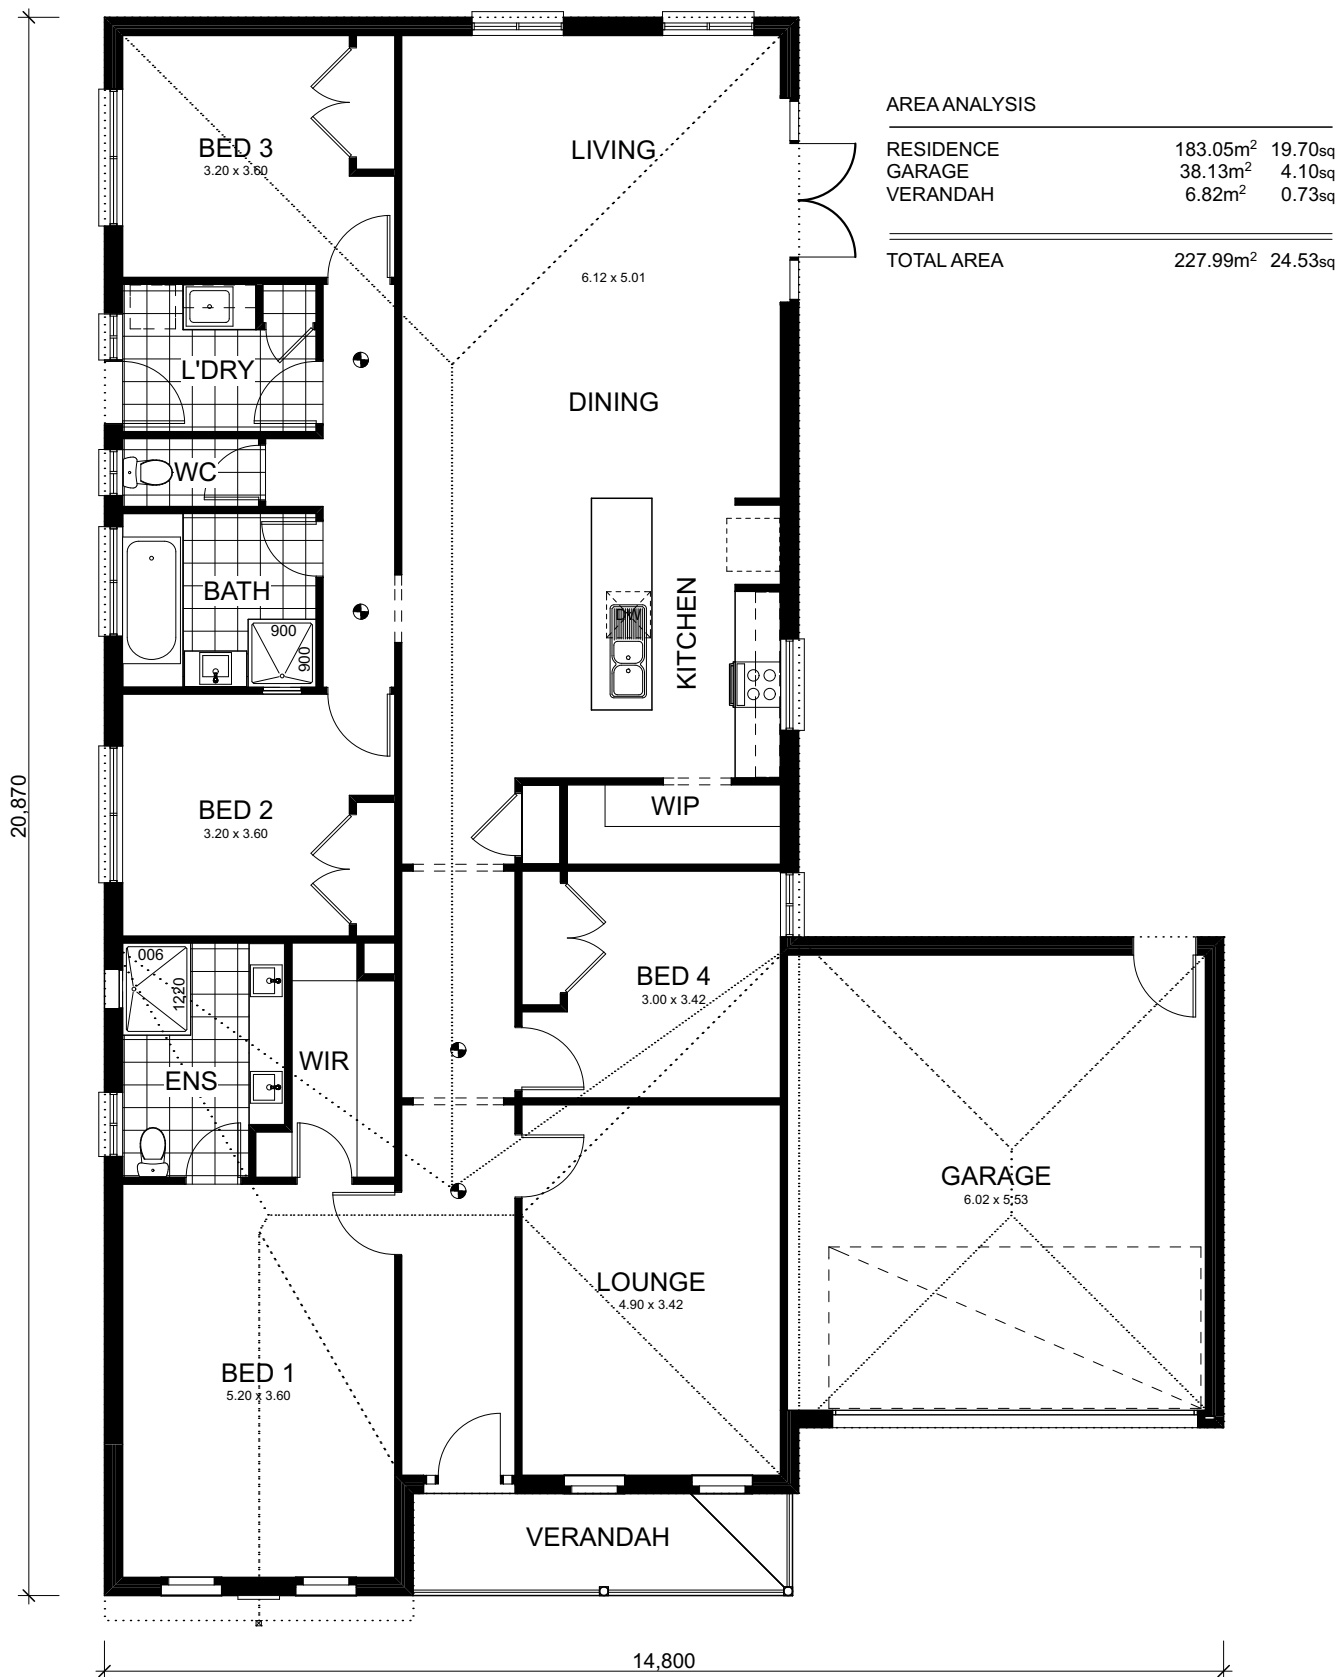 AREA ANALYSIS
RESIDENCE 183.05m² 19.70sq
GARAGE 38.13m² 4.10sq
VERANDAH 6.82m² 0.73sq
TOTAL AREA 227.99m² 24.53sq
BED 3
3.20 x 3.60
LIVING
6.12 x 5.01
L'DRY
DINING
WC
BATH
900
900
DW
KITCHEN
BED 2
3.20 x 3.60
WIP
20,870
900
1220
ENS
WIR
BED 4
3.00 x 3.42
GARAGE
6.02 x 5.53
LOUNGE
4.90 x 3.42
BED 1
5.20 x 3.60
VERANDAH
14,800